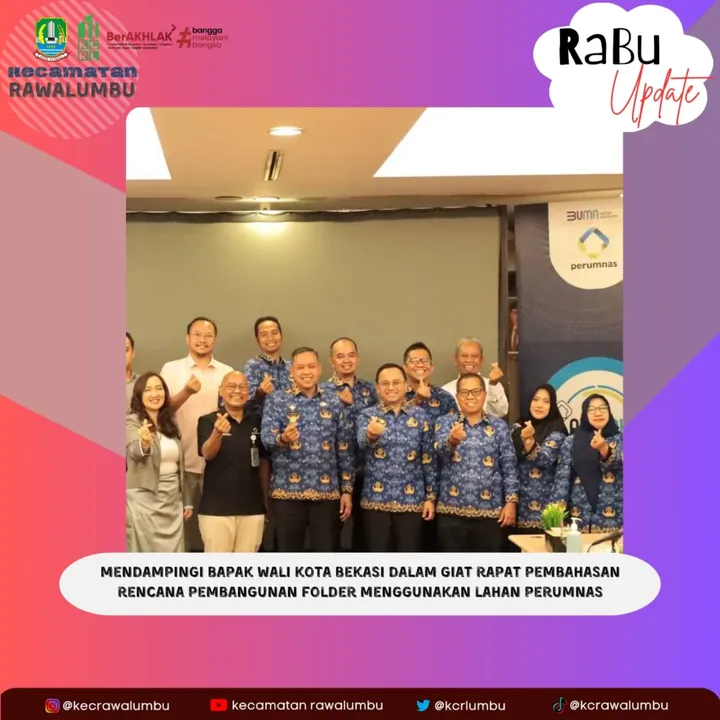 BerAKHLAK
#bangga
melayani
bangsa
Kecamatan
RAWALUMBU
RaBu
Update
BUMN
perumnas
MENDAMPINGI BAPAK WALI KOTA BEKASI DALAM GIAT RAPAT PEMBAHASAN
RENCANA PEMBANGUNAN FOLDER MENGGUNAKAN LAHAN PERUMNAS
@kecrawalumbu
kecamatan rawalumbu
@kcrlumbu
@kcrawalumbu